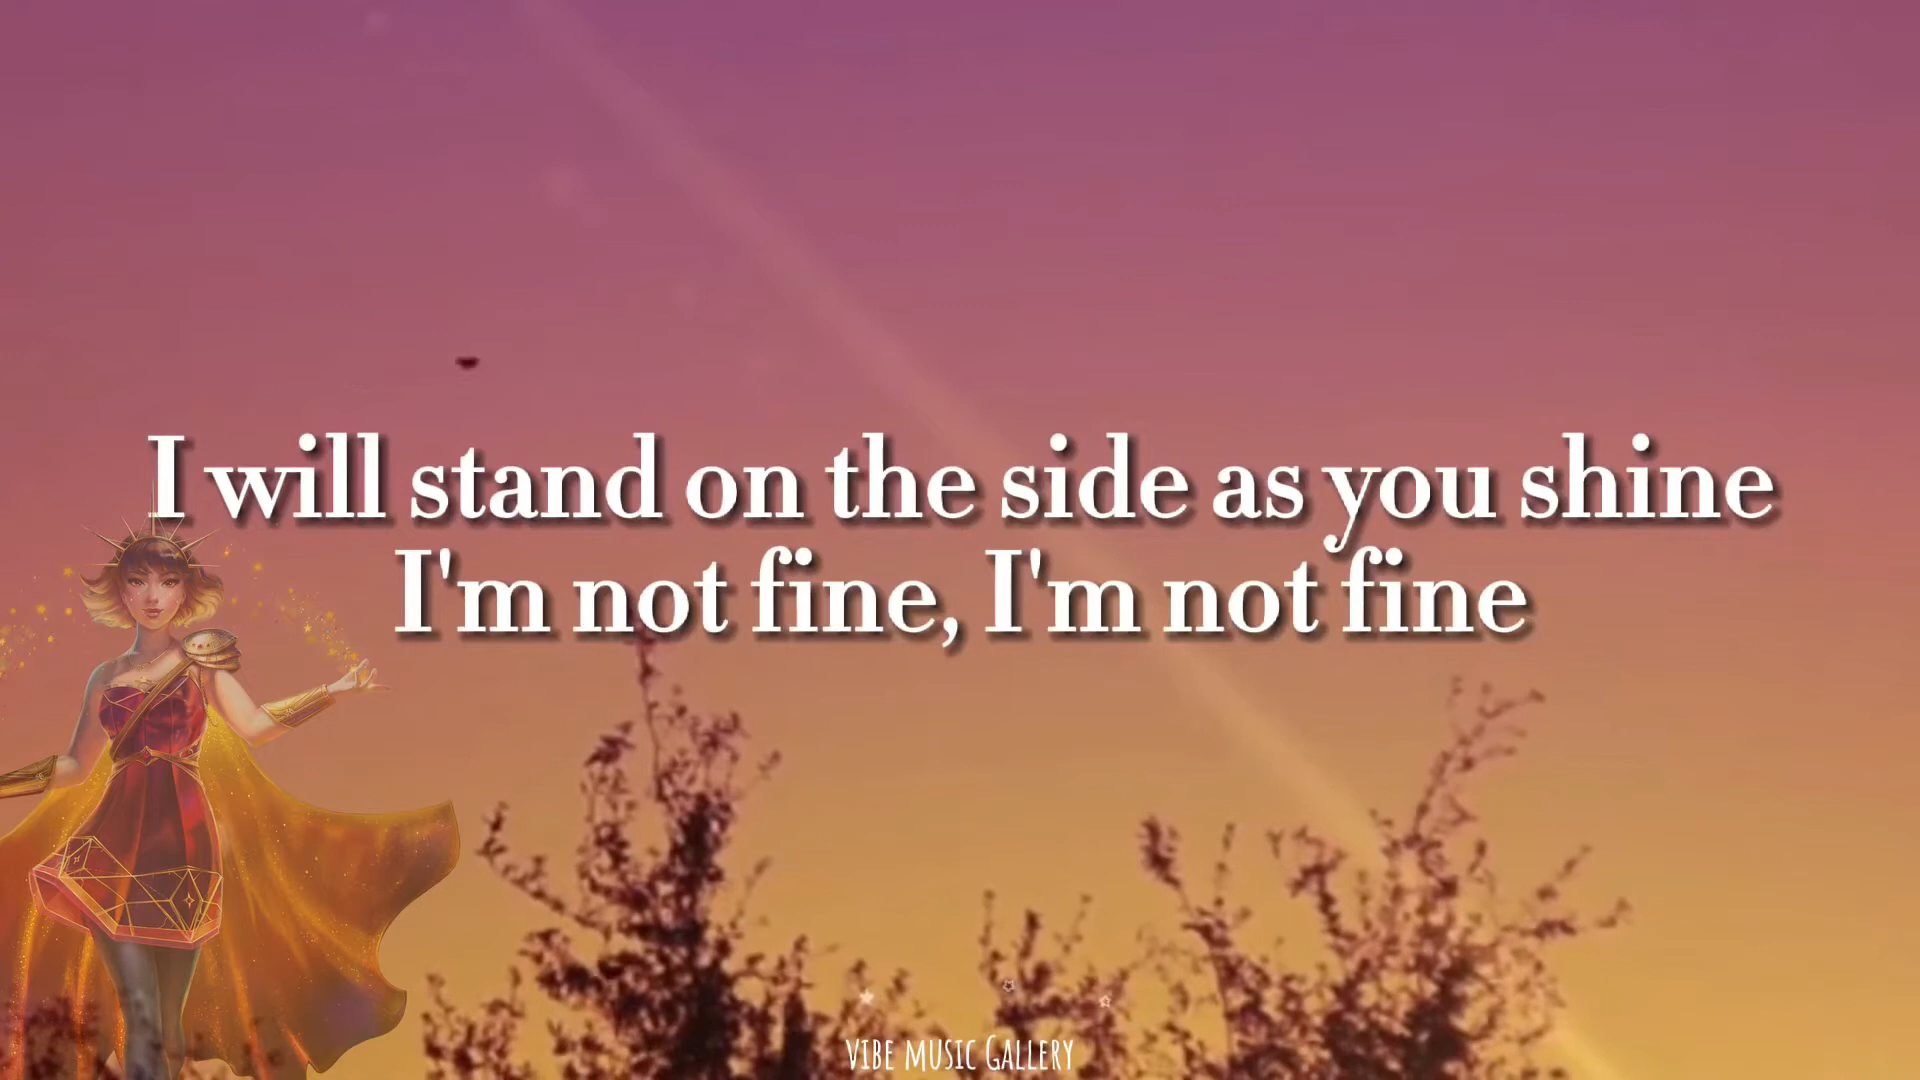 I will stand on the side as you shine
I'm not fine, I'm not fine
VIBE MUSIC GALLERY